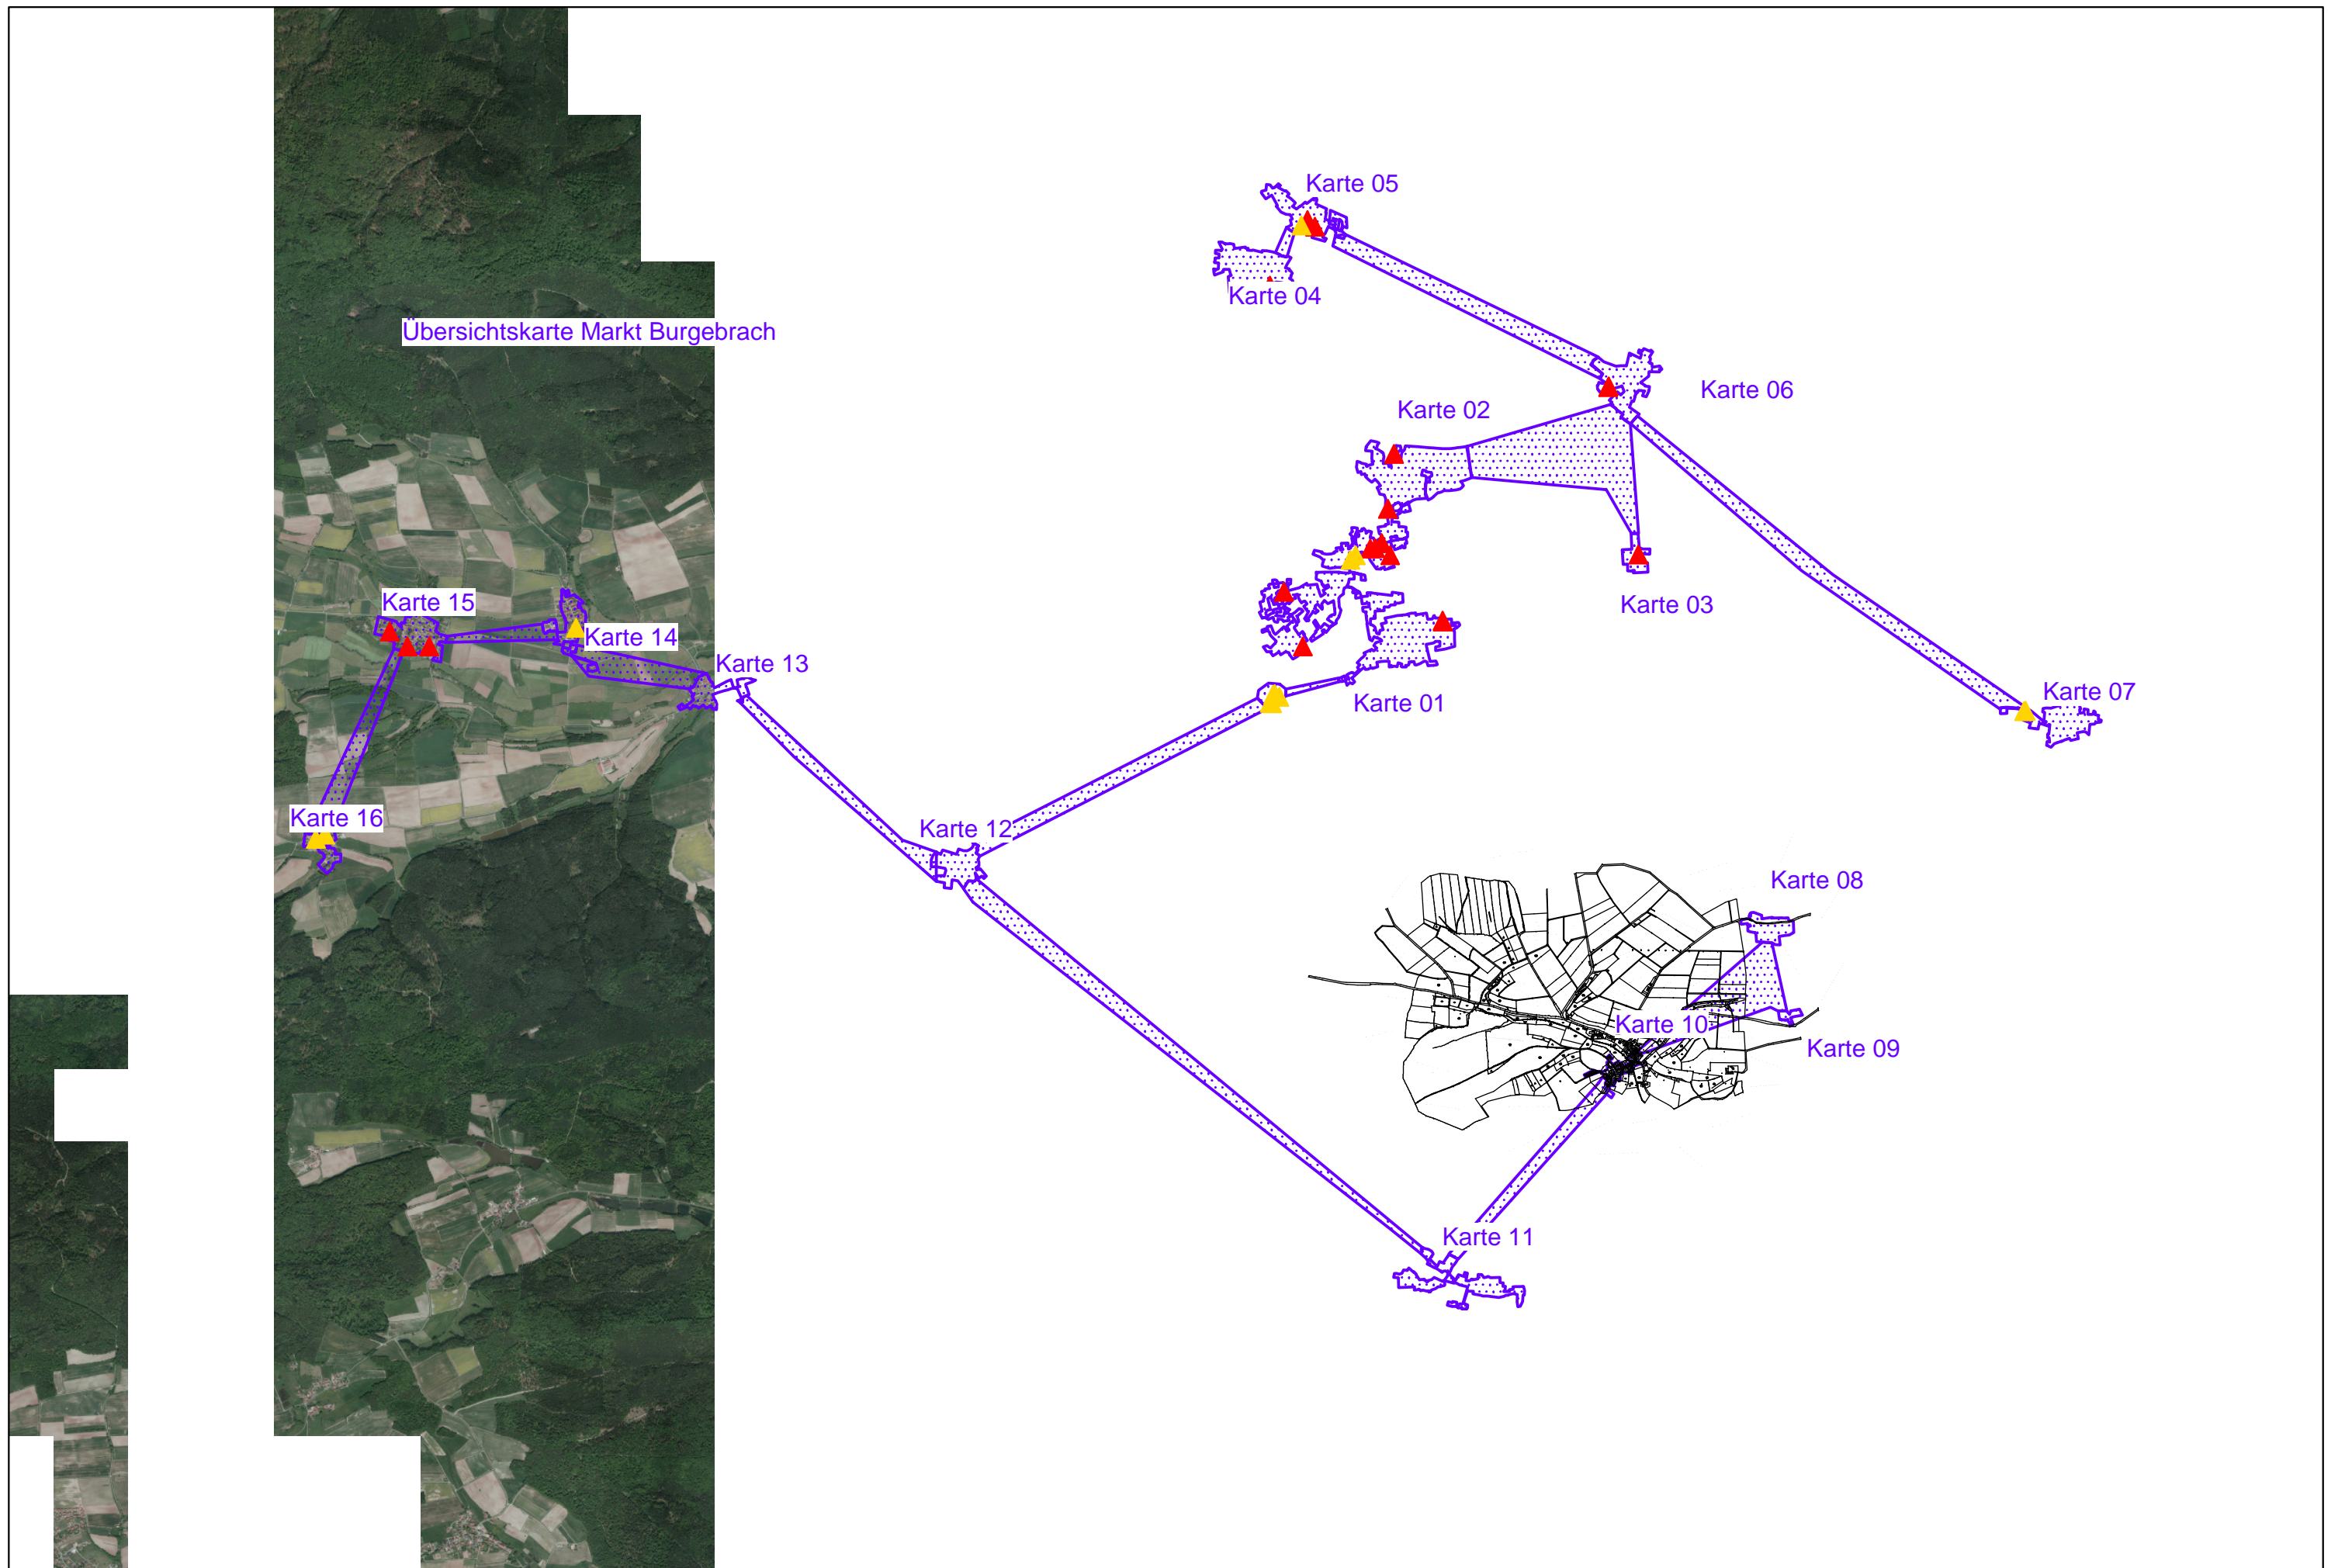 Karte 05
Karte 04
Übersichtskarte Markt Burgebrach
Karte 06
Karte 02
Karte 15
Karte 03
Karte 14
Karte 13
Karte 07
Karte 01
Karte 16
Karte 12
Karte 08
Karte 10
Karte 09
Karte 11